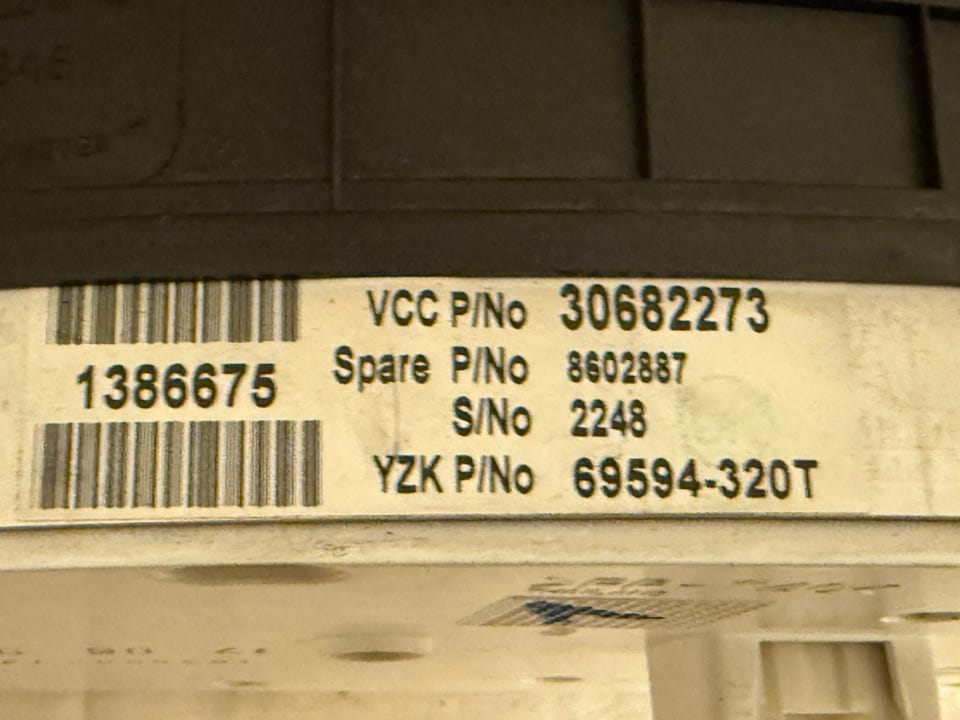 1386675
VCC P/No 30682273
Spare P/No 8602887
S/No 2248
YZK P/No 69594-320T